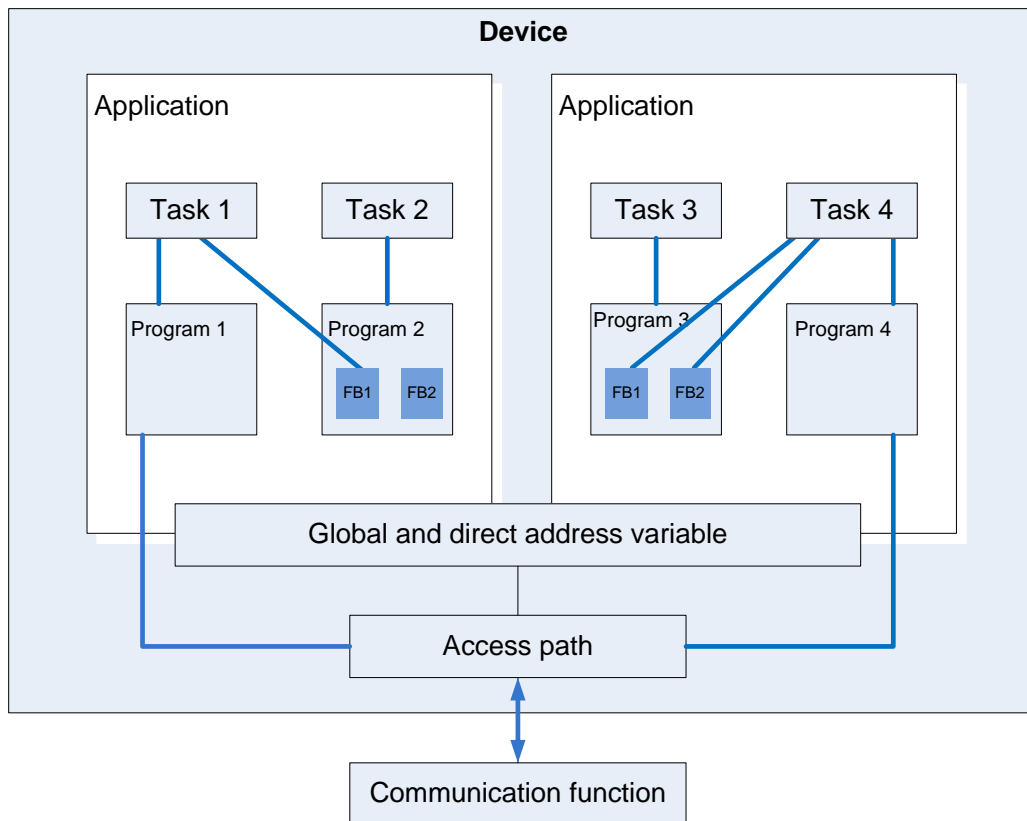 Device
Application
Application
Task 1
Task 2
Task 3
Task 4
Program 1
Program 2
Program 3
Program 4
FB1
FB2
FB1
FB2
Global and direct address variable
Access path
Communication function